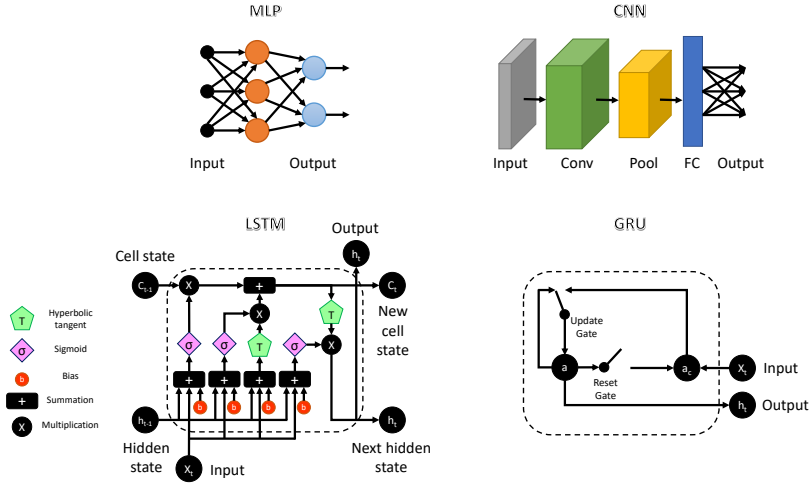 MLP
Input
Output
CNN
Input
Conv
Pool
FC
Output
LSTM
Output
Cell state
hₜ
Cₜ₋₁
X
+
Cₜ
New
cell
state
T
X
T
Hyperbolic
tangent
σ
Sigmoid
b
Bias
+
Summation
X
Multiplication
σ
σ
T
σ
X
+
+
+
+
b
b
b
b
hₜ₋₁
hₜ
Hidden
state
Next hidden
state
Xₜ
Input
GRU
Update
Gate
a
Reset
Gate
a꜀
Xₜ
Input
hₜ
Output